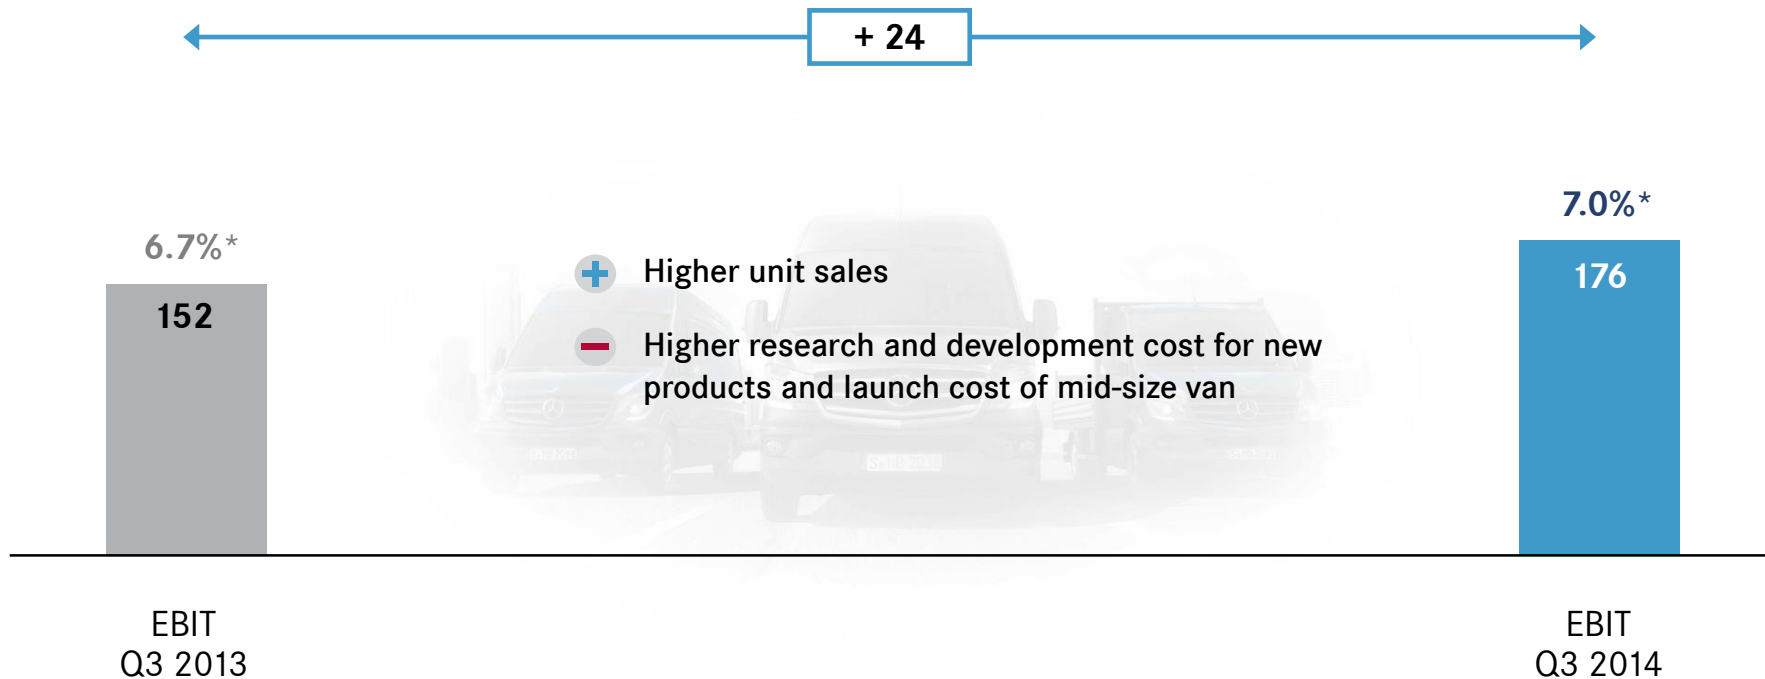 + 24
6.7%*
152
7.0%*
176
Higher unit sales
Higher research and development cost for new
products and launch cost of mid-size van
EBIT
Q3 2013
EBIT
Q3 2014